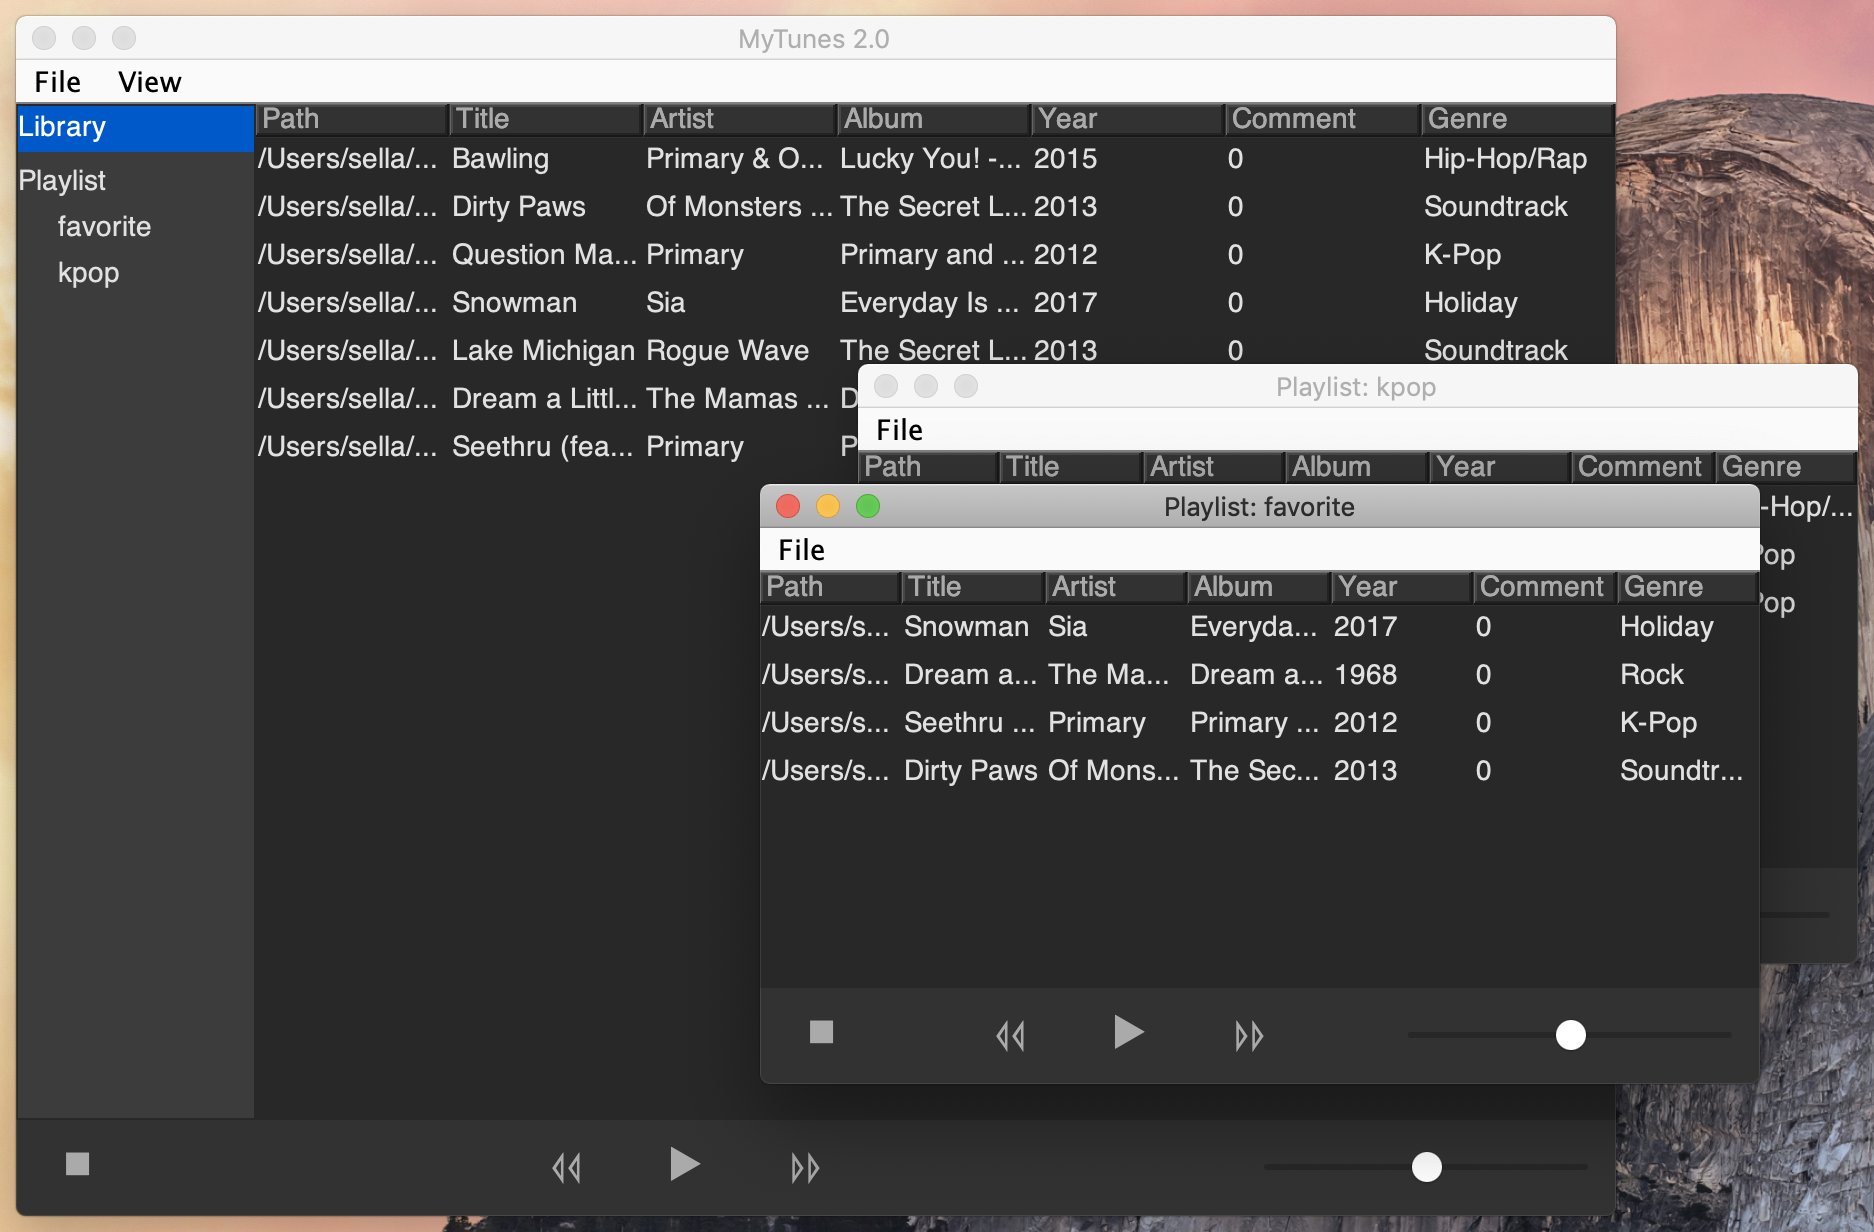 MyTunes 2.0
File View
Library
Playlist
favorite
kpop
Path Title Artist Album Year Comment Genre
/Users/sella/... Bawling Primary & O... Lucky You! -... 2015 0 Hip-Hop/Rap
/Users/sella/... Dirty Paws Of Monsters ... The Secret L... 2013 0 Soundtrack
/Users/sella/... Question Ma... Primary Primary and ... 2012 0 K-Pop
/Users/sella/... Snowman Sia Everyday Is ... 2017 0 Holiday
/Users/sella/... Lake Michigan Rogue Wave The Secret L... 2013 0 Soundtrack
/Users/sella/... Dream a Littl... The Mamas ... D
/Users/sella/... Seethru (fea... Primary P
Playlist: kpop
File
Path Title Artist Album Year Comment Genre
-Hop/...
op
op
Playlist: favorite
File
Path Title Artist Album Year Comment Genre
/Users/s... Snowman Sia Everyda... 2017 0 Holiday
/Users/s... Dream a... The Ma... Dream a... 1968 0 Rock
/Users/s... Seethru ... Primary Primary ... 2012 0 K-Pop
/Users/s... Dirty Paws Of Mons... The Sec... 2013 0 Soundtr...